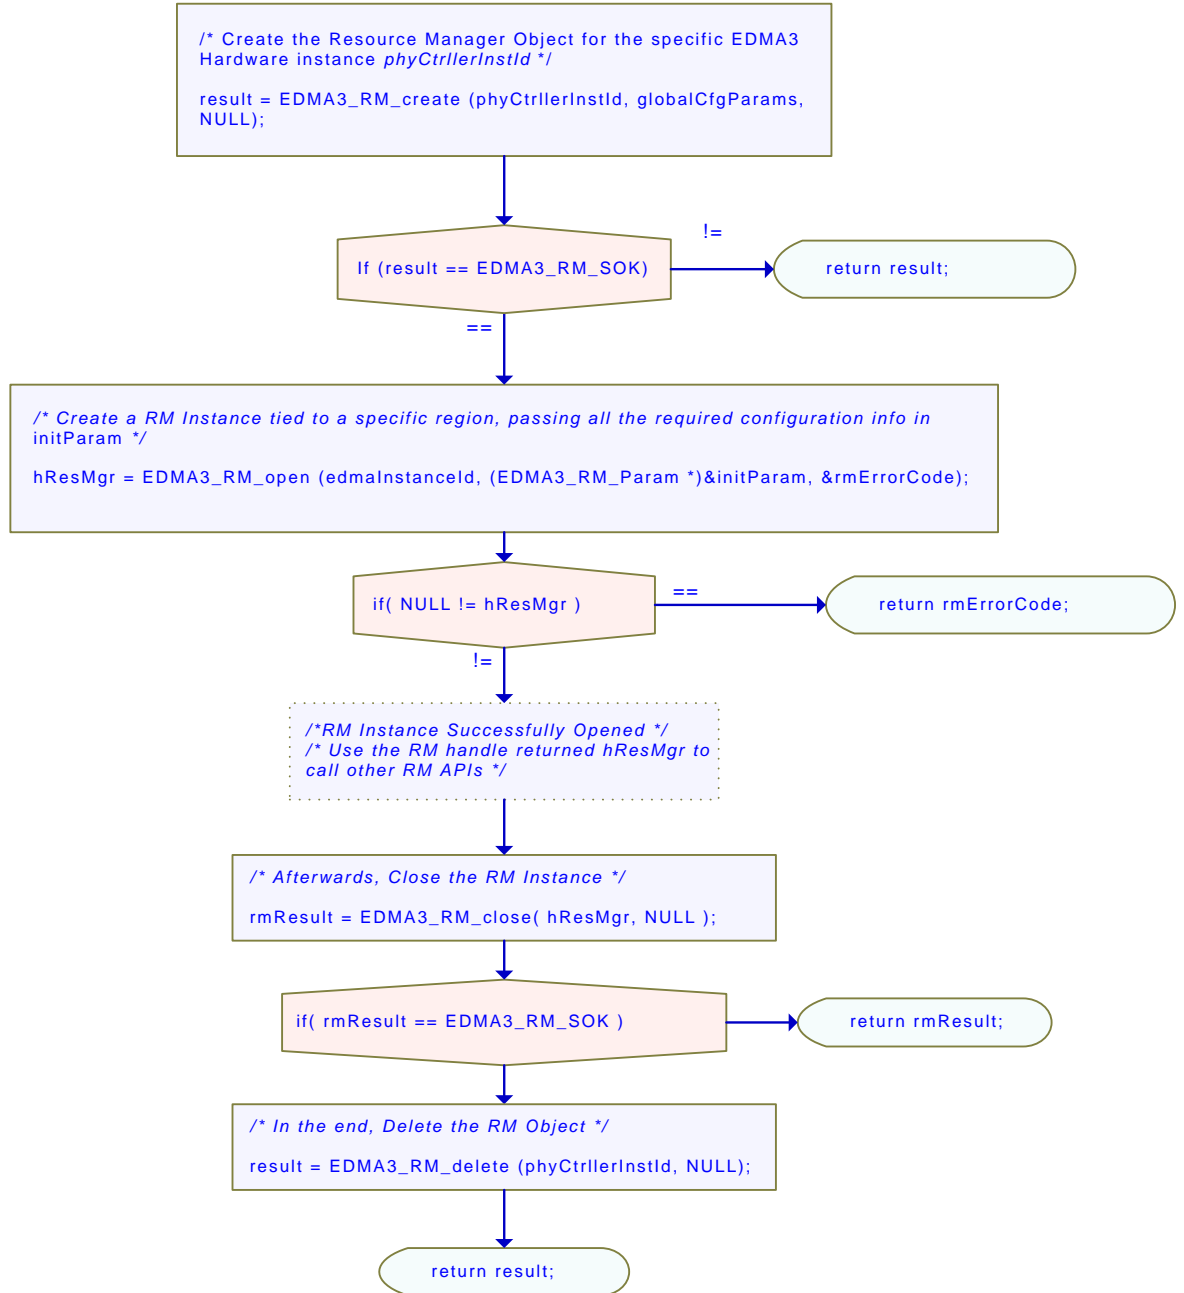 /* Create the Resource Manager Object for the specific EDMA3
Hardware instance phyCtrllerInstId */
result = EDMA3_RM_create (phyCtrllerInstId, globalCfgParams,
NULL);
!=
If (result == EDMA3_RM_SOK)
return result;
==
/* Create a RM Instance tied to a specific region, passing all the required configuration info in
initParam */
hResMgr = EDMA3_RM_open (edmaInstanceId, (EDMA3_RM_Param *)&initParam, &rmErrorCode);
==
if( NULL != hResMgr )
return rmErrorCode;
!=
/*RM Instance Successfully Opened */
/* Use the RM handle returned hResMgr to
call other RM APIs */
/* Afterwards, Close the RM Instance */
rmResult = EDMA3_RM_close( hResMgr, NULL );
if( rmResult == EDMA3_RM_SOK )
return rmResult;
/* In the end, Delete the RM Object */
result = EDMA3_RM_delete (phyCtrllerInstId, NULL);
return result;